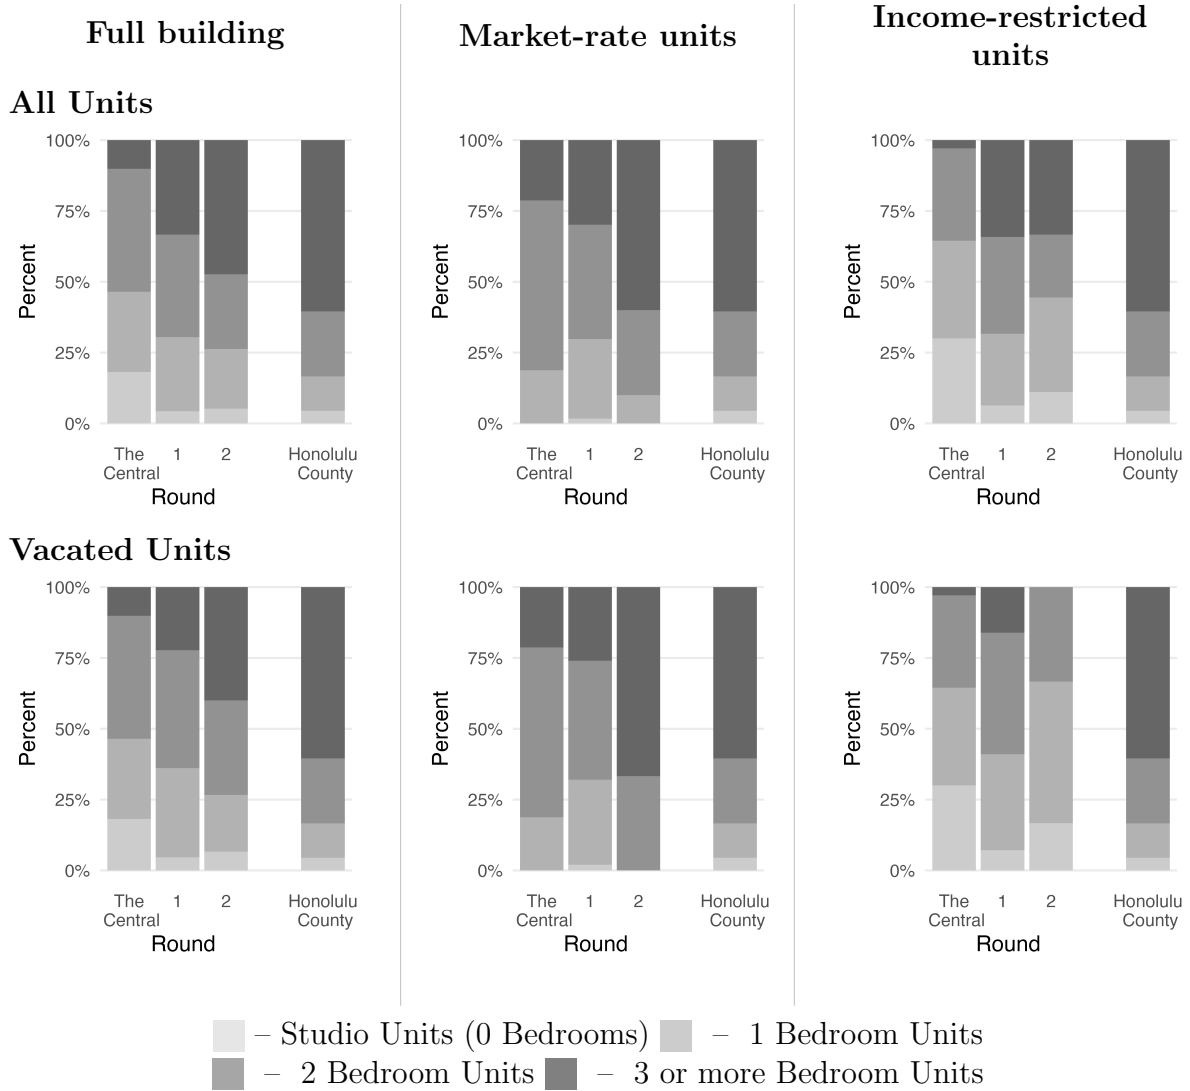 Full building
Market-rate units
Income-restricted
units
All Units
100%
75%
50%
25%
0%
Percent
The
Central
1
2
Honolulu
County
Round
100%
75%
50%
25%
0%
Percent
The
Central
1
2
Honolulu
County
Round
100%
75%
50%
25%
0%
Percent
The
Central
1
2
Honolulu
County
Round
Vacated Units
100%
75%
50%
25%
0%
Percent
The
Central
1
2
Honolulu
County
Round
100%
75%
50%
25%
0%
Percent
The
Central
1
2
Honolulu
County
Round
100%
75%
50%
25%
0%
Percent
The
Central
1
2
Honolulu
County
Round
– Studio Units (0 Bedrooms) – 1 Bedroom Units
– 2 Bedroom Units – 3 or more Bedroom Units